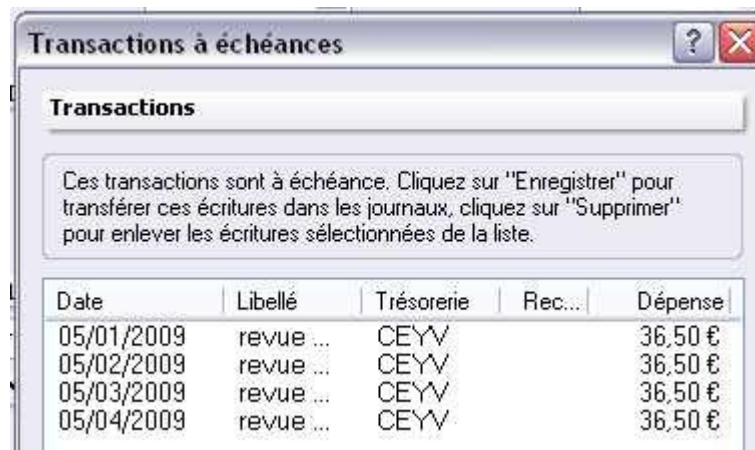 Transactions à échéances
Transactions
Ces transactions sont à échéance. Cliquez sur "Enregistrer" pour
transférer ces écritures dans les journaux, cliquez sur "Supprimer"
pour enlever les écritures sélectionnées de la liste.
Date Libellé Trésorerie Rec... Dépense
05/01/2009 revue ... CEYV 36,50 €
05/02/2009 revue ... CEYV 36,50 €
05/03/2009 revue ... CEYV 36,50 €
05/04/2009 revue ... CEYV 36,50 €